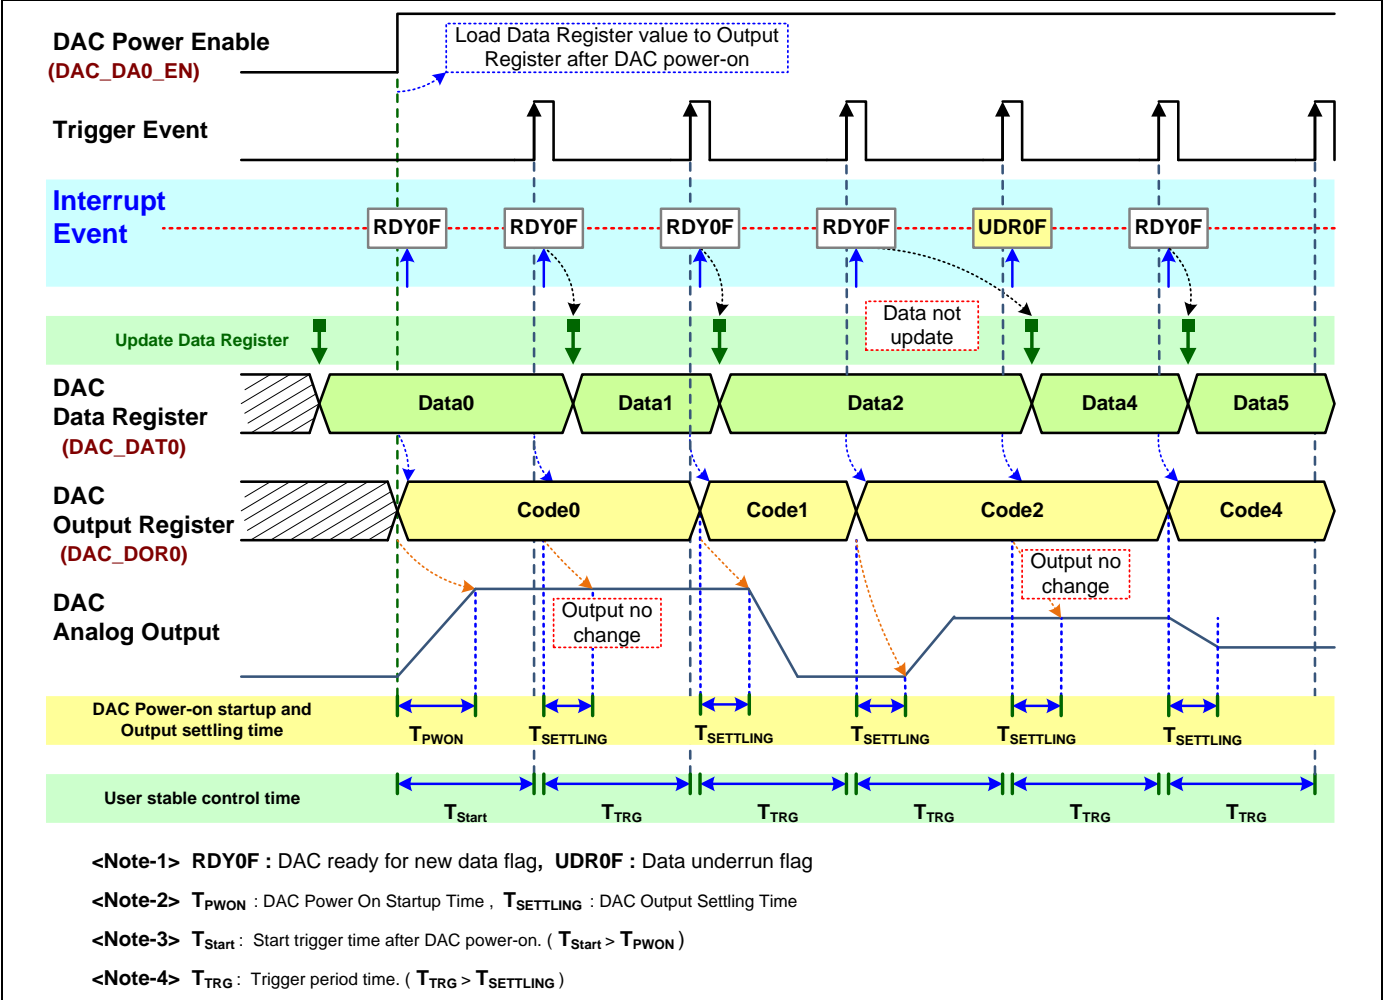 DAC Power Enable
(DAC_DA0_EN)
Load Data Register value to Output
Register after DAC power-on
Trigger Event
Interrupt
Event
RDY0F RDY0F RDY0F RDY0F UDR0F RDY0F
Data not
update
Update Data Register
DAC
Data Register
(DAC_DAT0)
Data0 Data1 Data2 Data4 Data5
DAC
Output Register
(DAC_DOR0)
Code0 Code1 Code2 Code4
Output no
change
DAC
Analog Output
Output no
change
DAC Power-on startup and
Output settling time
TPWON TSETTLING TSETTLING TSETTLING TSETTLING TSETTLING
User stable control time
TStart TTRG TTRG TTRG TTRG TTRG
<Note-1> RDY0F : DAC ready for new data flag, UDR0F : Data underrun flag
<Note-2> TPWON : DAC Power On Startup Time , TSETTLING : DAC Output Settling Time
<Note-3> TStart : Start trigger time after DAC power-on. ( TStart > TPWON )
<Note-4> TTRG : Trigger period time. ( TTRG > TSETTLING )